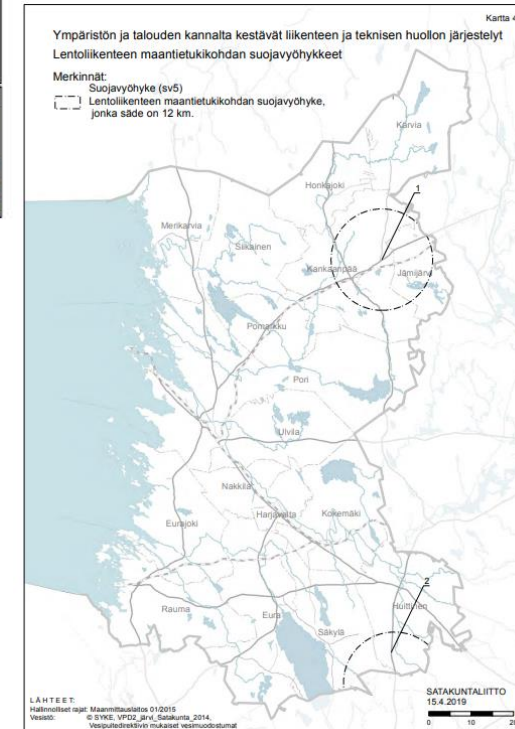 Kartta 4
Ympäristön ja talouden kannalta kestävät liikenteen ja teknisen huollon järjestelyt
Lentoliikenteen maantietukikohdan suojavyöhykkeet
Merkinnät:
Suojavyöhyke (sv5)
Lentoliikenteen maantietukikohdan suojavyöhyke,
jonka säde on 12 km.
Karvia
Honkajoki
1
Merikarvia
Siikainen
Kankaanpää
Jämijärvi
Pomarkku
Pori
Ulvila
Nakkila
Harjavalta
Kokemäki
Eurajoki
2
Rauma
Eura
Huittinen
Säkylä
LÄHTEET:
Hallinnolliset rajat: Maanmittauslaitos 01/2015
Vesistö: © SYKE, VPD2_järvi_Satakunta_2014,
Vesipuitedirektiivin mukaiset vesimuodostumat
SATAKUNTALIITTO
15.4.2019
0 10 20